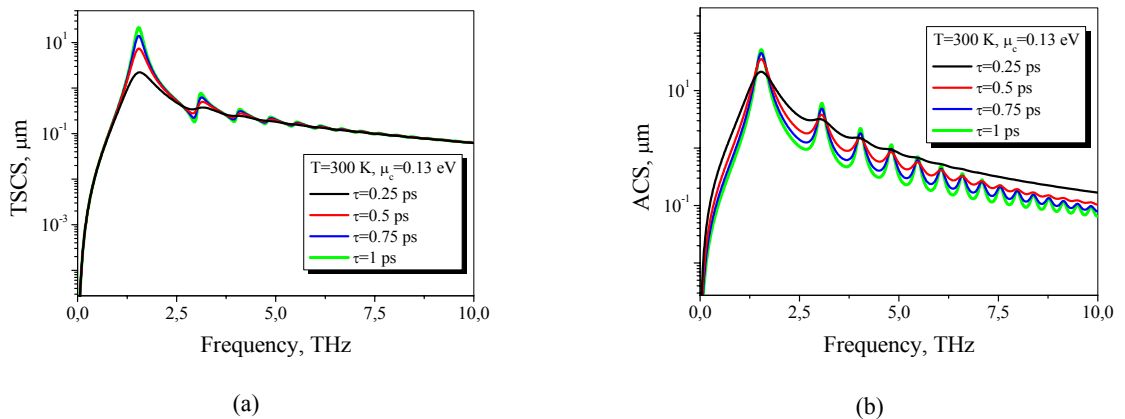 TSCS, μm
10¹
10⁻¹
10⁻³
T=300 K, μc=0.13 eV
τ=0.25 ps
τ=0.5 ps
τ=0.75 ps
τ=1 ps
0,0 2,5 5,0 7,5 10,0
Frequency, THz
(a)
ACS, μm
10¹
10⁻¹
T=300 K, μc=0.13 eV
τ=0.25 ps
τ=0.5 ps
τ=0.75 ps
τ=1 ps
0,0 2,5 5,0 7,5 10,0
Frequency, THz
(b)